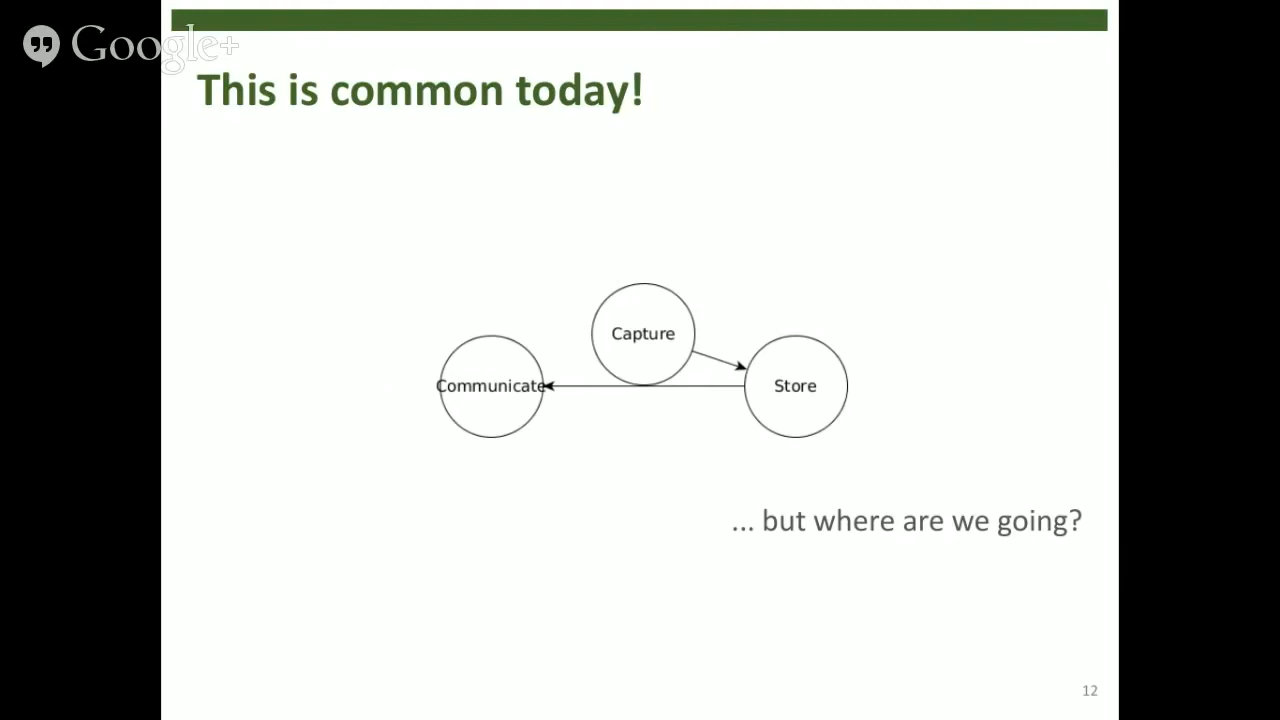 Google+
This is common today!
Capture
Communicate
Store
... but where are we going?
12